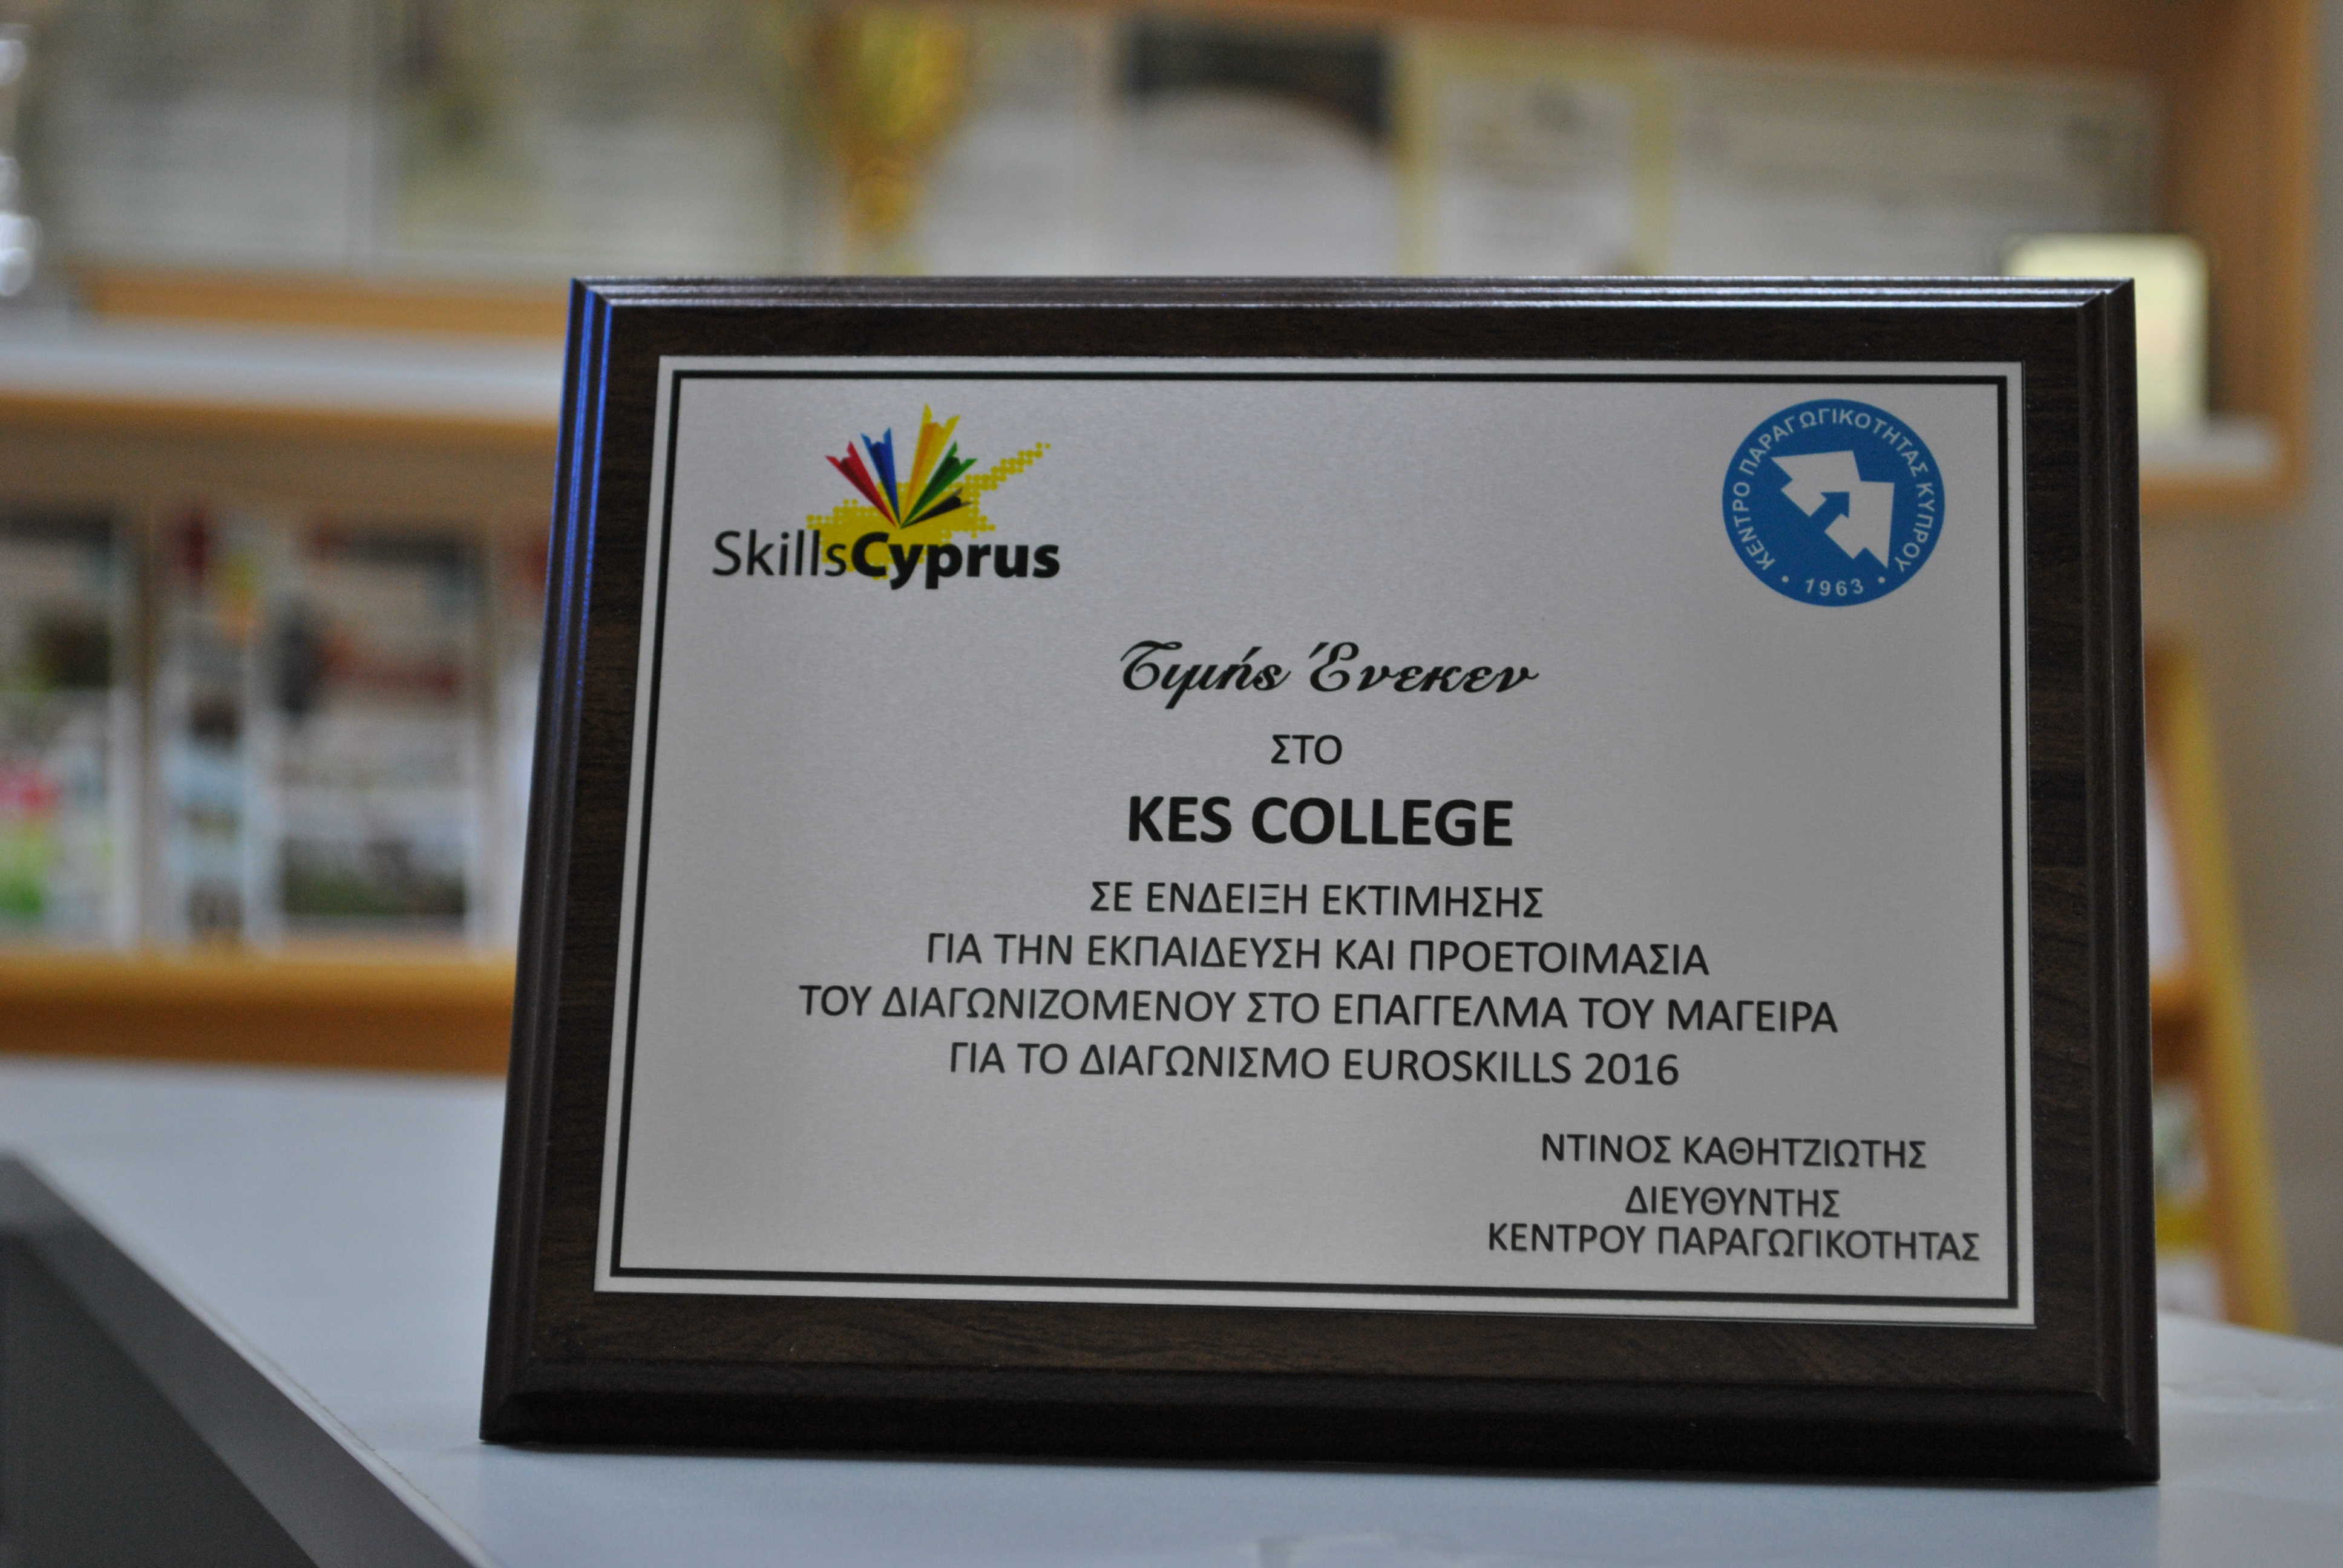 SkillsCyprus
ΚΕΝΤΡΟ ΠΑΡΑΓΩΓΙΚΟΤΗΤΑΣ ΚΥΠΡΟΥ
• 1963 •
Τιμής Ένεκεν
ΣΤΟ
KES COLLEGE
ΣΕ ΕΝΔΕΙΞΗ ΕΚΤΙΜΗΣΗΣ
ΓΙΑ ΤΗΝ ΕΚΠΑΙΔΕΥΣΗ ΚΑΙ ΠΡΟΕΤΟΙΜΑΣΙΑ
ΤΟΥ ΔΙΑΓΩΝΙΖΟΜΕΝΟΥ ΣΤΟ ΕΠΑΓΓΕΛΜΑ ΤΟΥ ΜΑΓΕΙΡΑ
ΓΙΑ ΤΟ ΔΙΑΓΩΝΙΣΜΟ EUROSKILLS 2016
ΝΤΙΝΟΣ ΚΑΘΗΤΖΙΩΤΗΣ
ΔΙΕΥΘΥΝΤΗΣ
ΚΕΝΤΡΟΥ ΠΑΡΑΓΩΓΙΚΟΤΗΤΑΣ